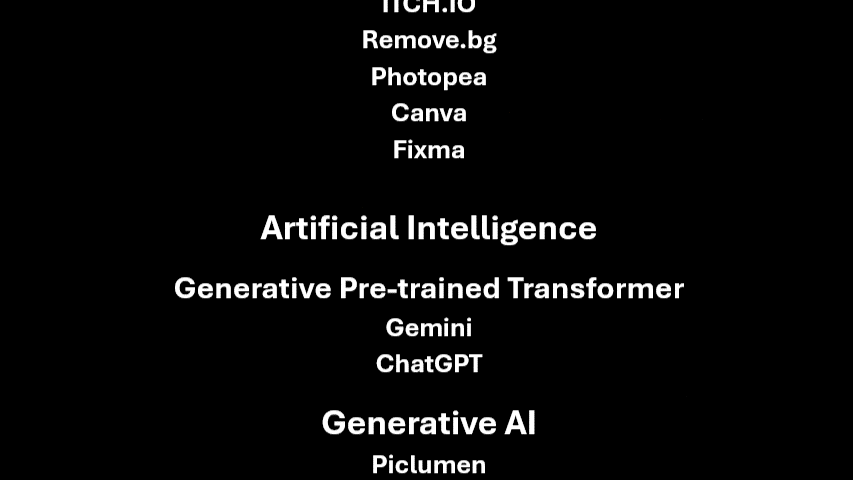 ITCH.IO
Remove.bg
Photopea
Canva
Fixma
Artificial Intelligence
Generative Pre-trained Transformer
Gemini
ChatGPT
Generative AI
Piclumen